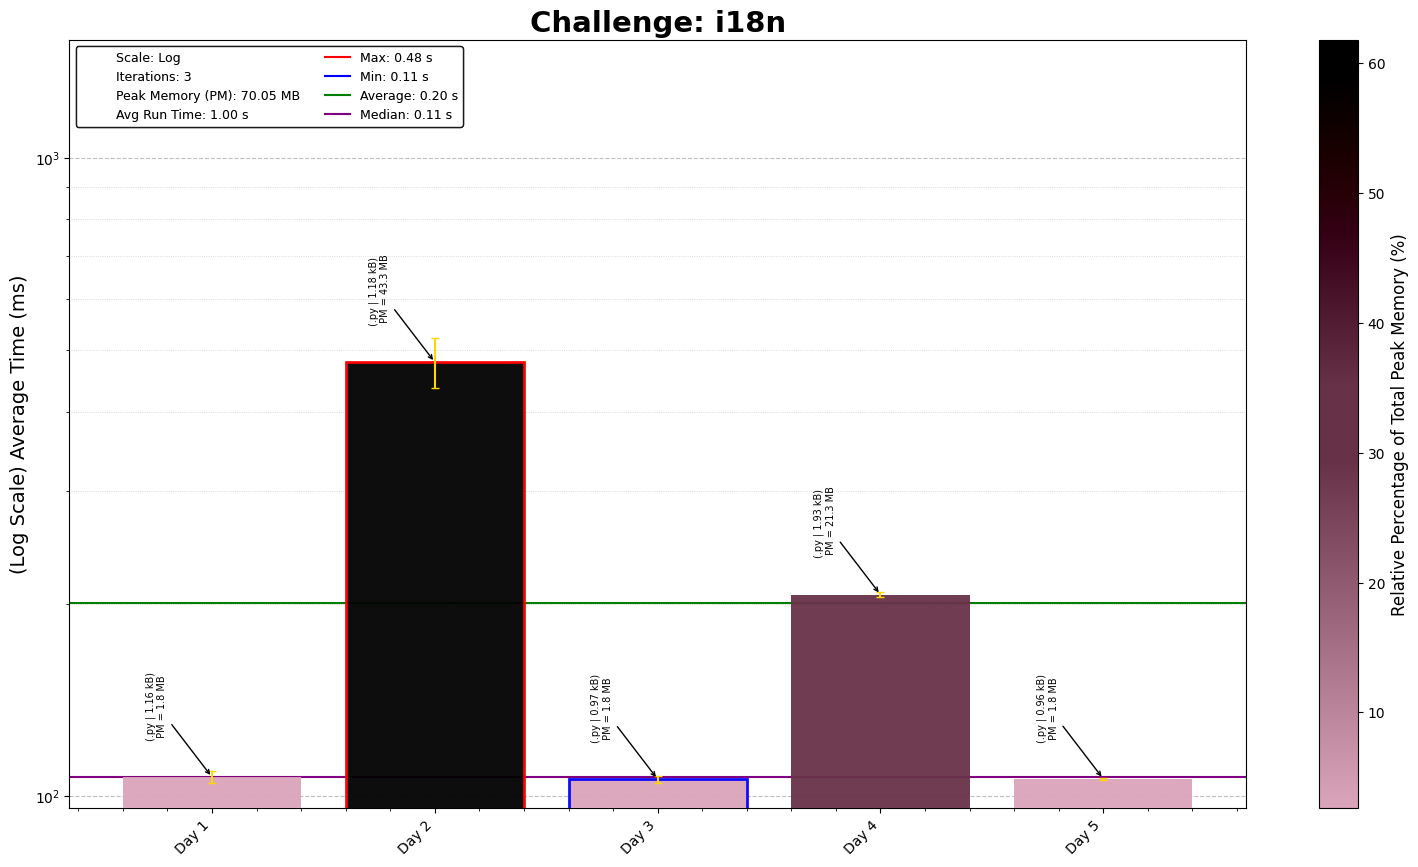 Challenge: i18n
Scale: Log
Iterations: 3
Peak Memory (PM): 70.05 MB
Avg Run Time: 1.00 s
Max: 0.48 s
Min: 0.11 s
Average: 0.20 s
Median: 0.11 s
(Log Scale) Average Time (ms)
10³
10²
(.py | 1.16 kB)
PM = 1.8 MB
(.py | 1.18 kB)
PM = 43.3 MB
(.py | 0.97 kB)
PM = 1.8 MB
(.py | 1.93 kB)
PM = 21.3 MB
(.py | 0.96 kB)
PM = 1.8 MB
Day 1
Day 2
Day 3
Day 4
Day 5
60
50
40
30
20
10
Relative Percentage of Total Peak Memory (%)